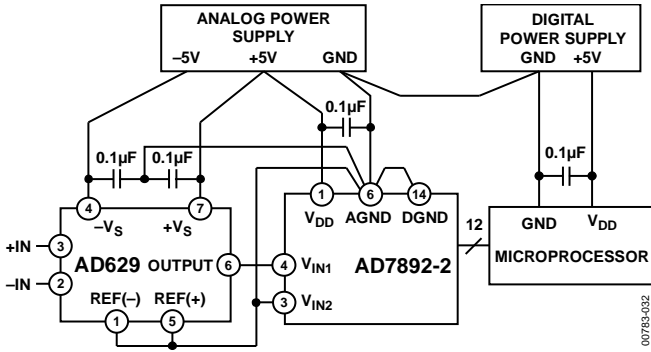 ANALOG POWER
SUPPLY
–5V +5V GND
DIGITAL
POWER SUPPLY
GND +5V
0.1µF
0.1µF 0.1µF
0.1µF
4 7
–VS +VS
1 6 14
VDD AGND DGND
GND VDD
MICROPROCESSOR
12
+IN 3
–IN 2
AD629 OUTPUT 6
REF(–) REF(+)
1 5
4 VIN1
3 VIN2
AD7892-2
00783-032